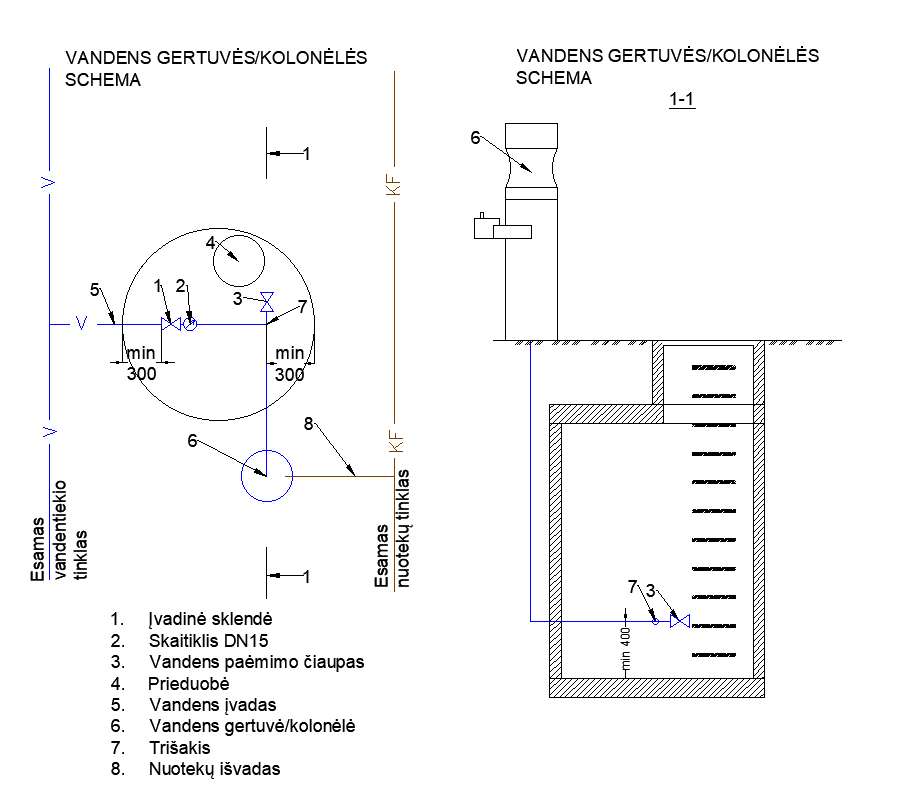 VANDENS GERTUVĖS/KOLONĖLĖS
SCHEMA
VANDENS GERTUVĖS/KOLONĖLĖS
SCHEMA
1-1
6
1
V
KF
4
5
1
2
3
7
V
min
300
min
300
V
6
8
KF
Esamas
vandentiekio
tinklas
Esamas
nuotekų tinklas
1
7
3
min 400
1. Įvadinė sklendė
2. Skaitiklis DN15
3. Vandens paėmimo čiaupas
4. Prieduobė
5. Vandens įvadas
6. Vandens gertuvė/kolonėlė
7. Trišakis
8. Nuotekų išvadas